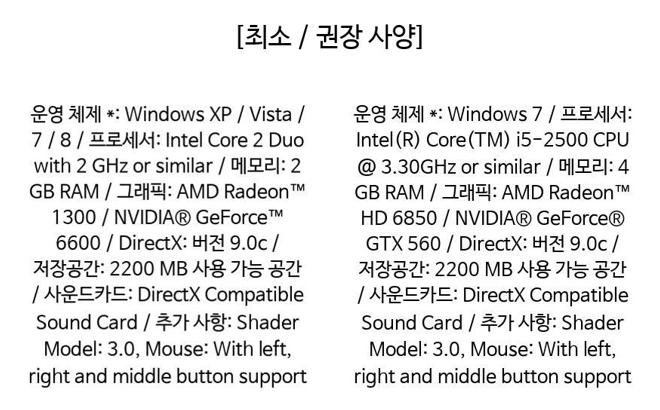 [최소 / 권장 사양]
운영 체제 *: Windows XP / Vista /
7 / 8 / 프로세서: Intel Core 2 Duo
with 2 GHz or similar / 메모리: 2
GB RAM / 그래픽: AMD Radeon™
1300 / NVIDIA® GeForce™
6600 / DirectX: 버전 9.0c /
저장공간: 2200 MB 사용 가능 공간
/ 사운드카드: DirectX Compatible
Sound Card / 추가 사항: Shader
Model: 3.0, Mouse: With left,
right and middle button support
운영 체제 *: Windows 7 / 프로세서:
Intel(R) Core(TM) i5-2500 CPU
@ 3.30GHz or similar / 메모리: 4
GB RAM / 그래픽: AMD Radeon™
HD 6850 / NVIDIA® GeForce®
GTX 560 / DirectX: 버전 9.0c /
저장공간: 2200 MB 사용 가능 공간
/ 사운드카드: DirectX Compatible
Sound Card / 추가 사항: Shader
Model: 3.0, Mouse: With left,
right and middle button support